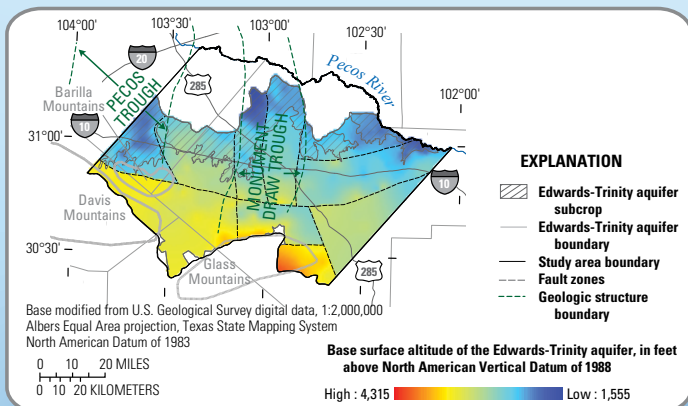 104°00'
103°30'
103°00'
102°30'
102°00'
20
285
Pecos River
PECOS
TROUGH
Barilla
Mountains
10
31°00'
MONUMENT
DRAW TROUGH
10
Davis
Mountains
30°30'
Glass
Mountains
285
EXPLANATION
Edwards-Trinity aquifer
subcrop
Edwards-Trinity aquifer
boundary
Study area boundary
Fault zones
Geologic structure
boundary
Base modified from U.S. Geological Survey digital data, 1:2,000,000
Albers Equal Area projection, Texas State Mapping System
North American Datum of 1983
0 10 20 MILES
0 10 20 KILOMETERS
Base surface altitude of the Edwards-Trinity aquifer, in feet
above North American Vertical Datum of 1988
High : 4,315 Low : 1,555